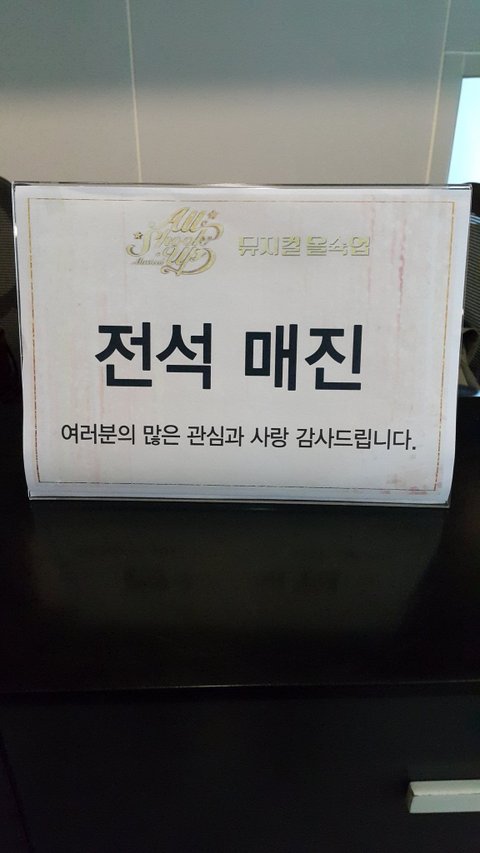 All Shook Up
Musical
뮤지컬 올슉업
전석 매진
여러분의 많은 관심과 사랑 감사드립니다.